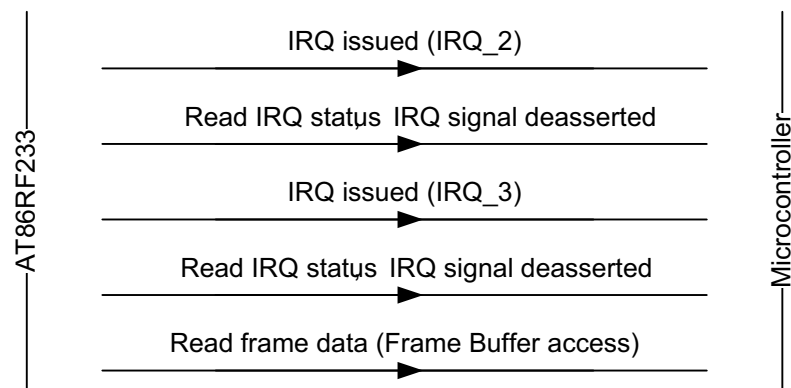 IRQ issued (IRQ_2)
Read IRQ status, IRQ signal deasserted
IRQ issued (IRQ_3)
Read IRQ status, IRQ signal deasserted
Read frame data (Frame Buffer access)
AT86RF233
Microcontroller